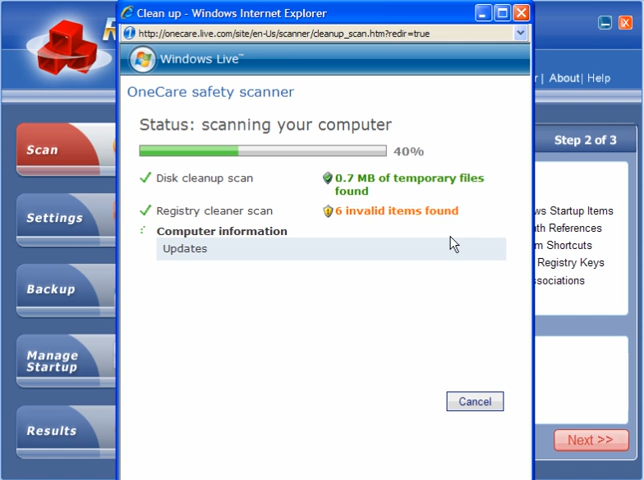 Clean up - Windows Internet Explorer
http://onecare.live.com/site/en-Us/scanner/cleanup_scan.htm?redir=true
Windows Live™
About | Help
OneCare safety scanner
Status: scanning your computer
40%
Step 2 of 3
Scan
Disk cleanup scan
0.7 MB of temporary files
found
Registry cleaner scan
6 invalid items found
Settings
ws Startup Items
Computer information
th References
Updates
m Shortcuts
Registry Keys
Backup
sociations
Manage
Startup
Cancel
Results
Next >>